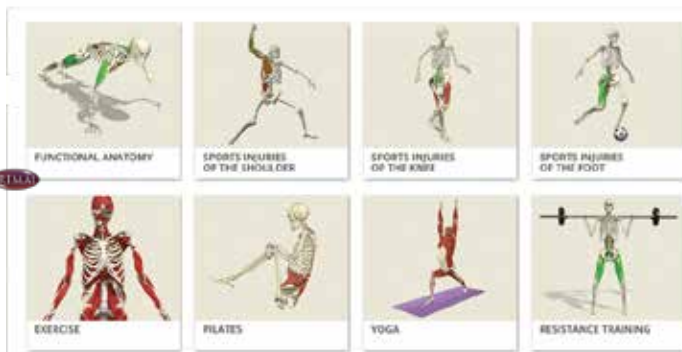 FUNCTIONAL ANATOMY
SPORTS INJURIES
OF THE SHOULDER
SPORTS INJURIES
OF THE KNEE
SPORTS INJURIES
OF THE FOOT
EXERCISE
PILATES
YOGA
RESISTANCE TRAINING